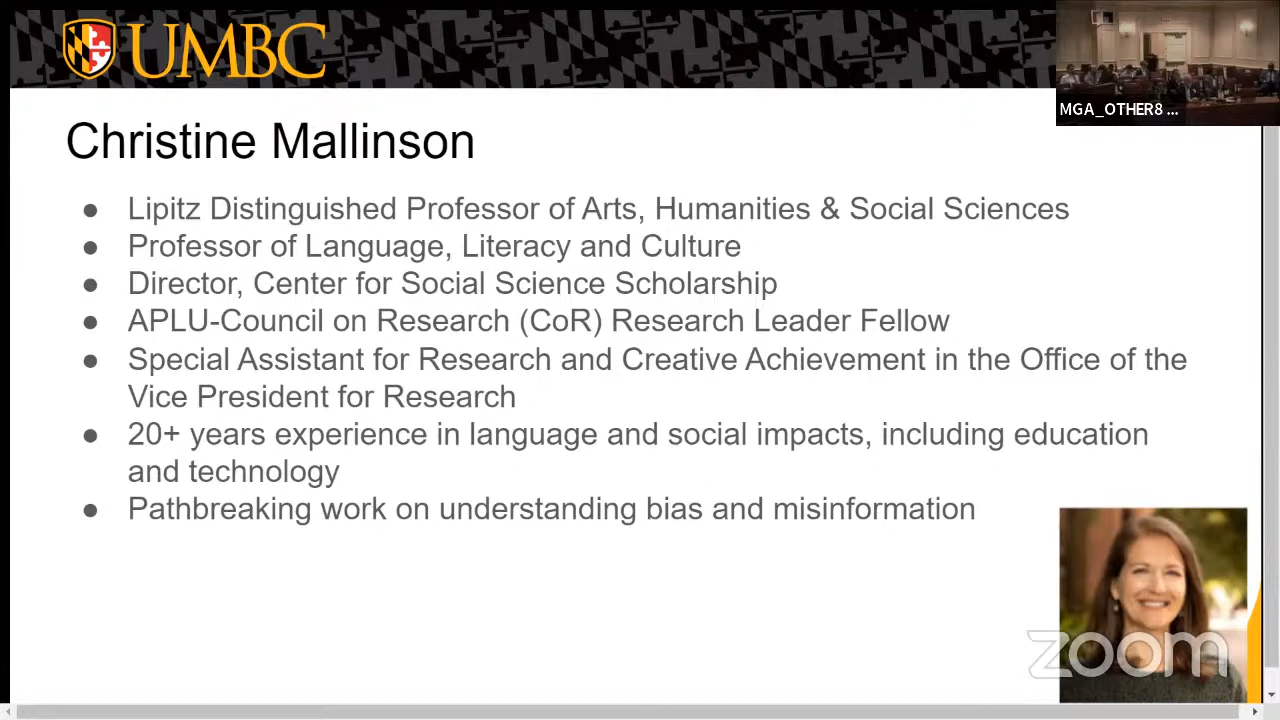 UMBC
MGA_OTHER8 ...
Christine Mallinson
● Lipitz Distinguished Professor of Arts, Humanities & Social Sciences
● Professor of Language, Literacy and Culture
● Director, Center for Social Science Scholarship
● APLU-Council on Research (CoR) Research Leader Fellow
● Special Assistant for Research and Creative Achievement in the Office of the
Vice President for Research
● 20+ years experience in language and social impacts, including education
and technology
● Pathbreaking work on understanding bias and misinformation
zoom